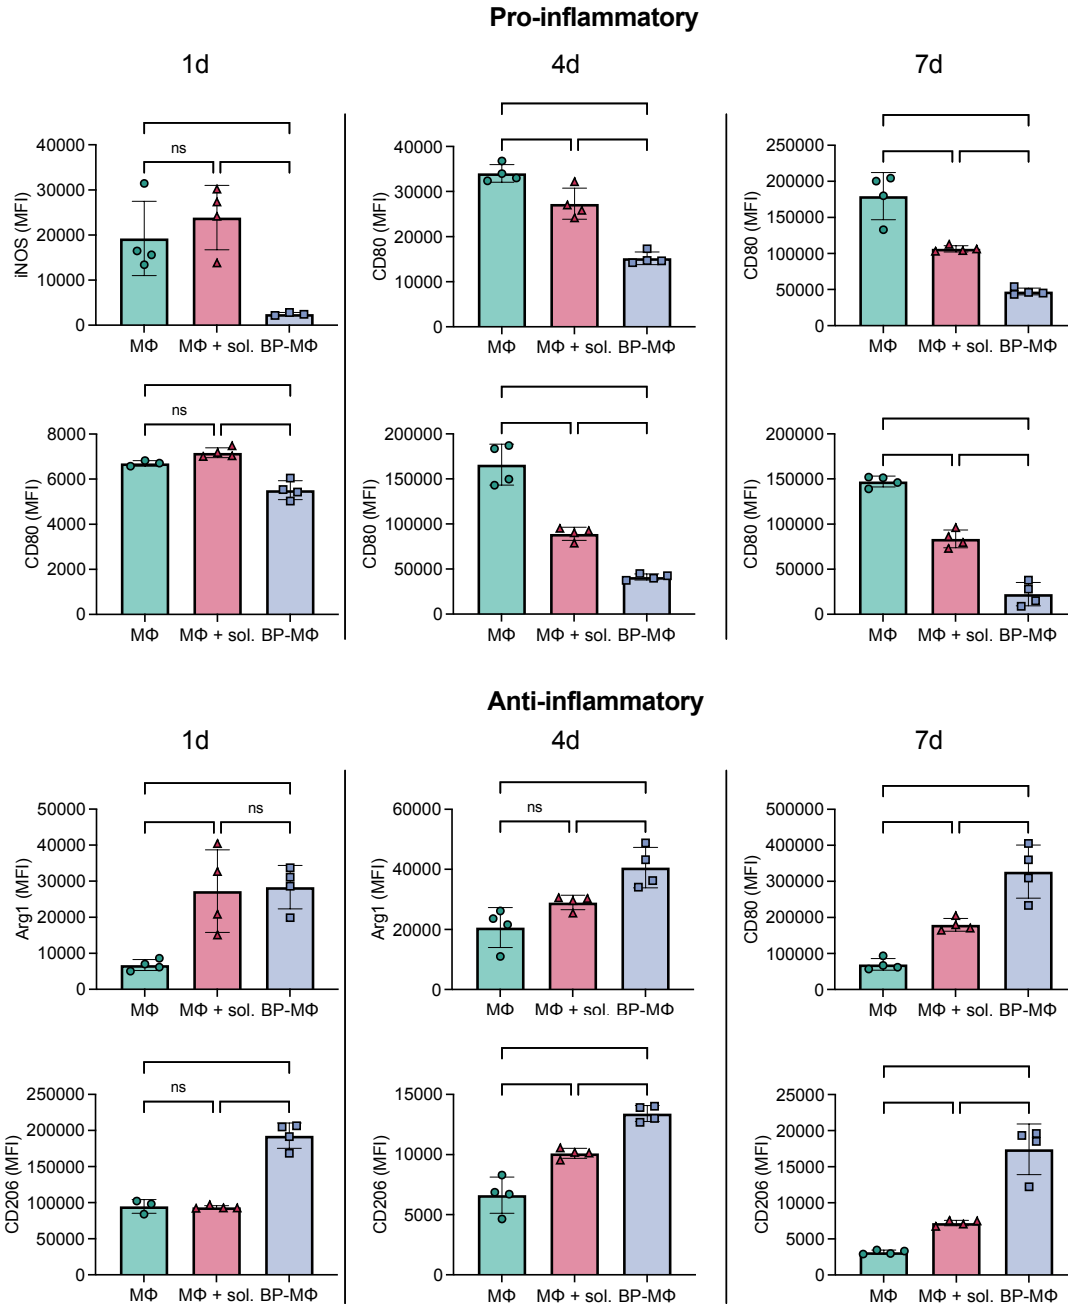 Pro-inflammatory
1d
4d
7d
iNOS (MFI)
40000
30000
20000
10000
0
ns
MΦ
MΦ + sol.
BP-MΦ
CD80 (MFI)
40000
30000
20000
10000
0
MΦ
MΦ + sol.
BP-MΦ
CD80 (MFI)
250000
200000
150000
100000
50000
0
MΦ
MΦ + sol.
BP-MΦ
CD80 (MFI)
8000
6000
4000
2000
0
ns
MΦ
MΦ + sol.
BP-MΦ
CD80 (MFI)
200000
150000
100000
50000
0
MΦ
MΦ + sol.
BP-MΦ
CD80 (MFI)
200000
150000
100000
50000
0
MΦ
MΦ + sol.
BP-MΦ
Anti-inflammatory
1d
4d
7d
Arg1 (MFI)
50000
40000
30000
20000
10000
0
ns
MΦ
MΦ + sol.
BP-MΦ
Arg1 (MFI)
60000
40000
20000
0
ns
MΦ
MΦ + sol.
BP-MΦ
CD80 (MFI)
500000
400000
300000
200000
100000
0
MΦ
MΦ + sol.
BP-MΦ
CD206 (MFI)
250000
200000
150000
100000
50000
0
ns
MΦ
MΦ + sol.
BP-MΦ
CD206 (MFI)
15000
10000
5000
0
MΦ
MΦ + sol.
BP-MΦ
CD206 (MFI)
25000
20000
15000
10000
5000
0
MΦ
MΦ + sol.
BP-MΦ